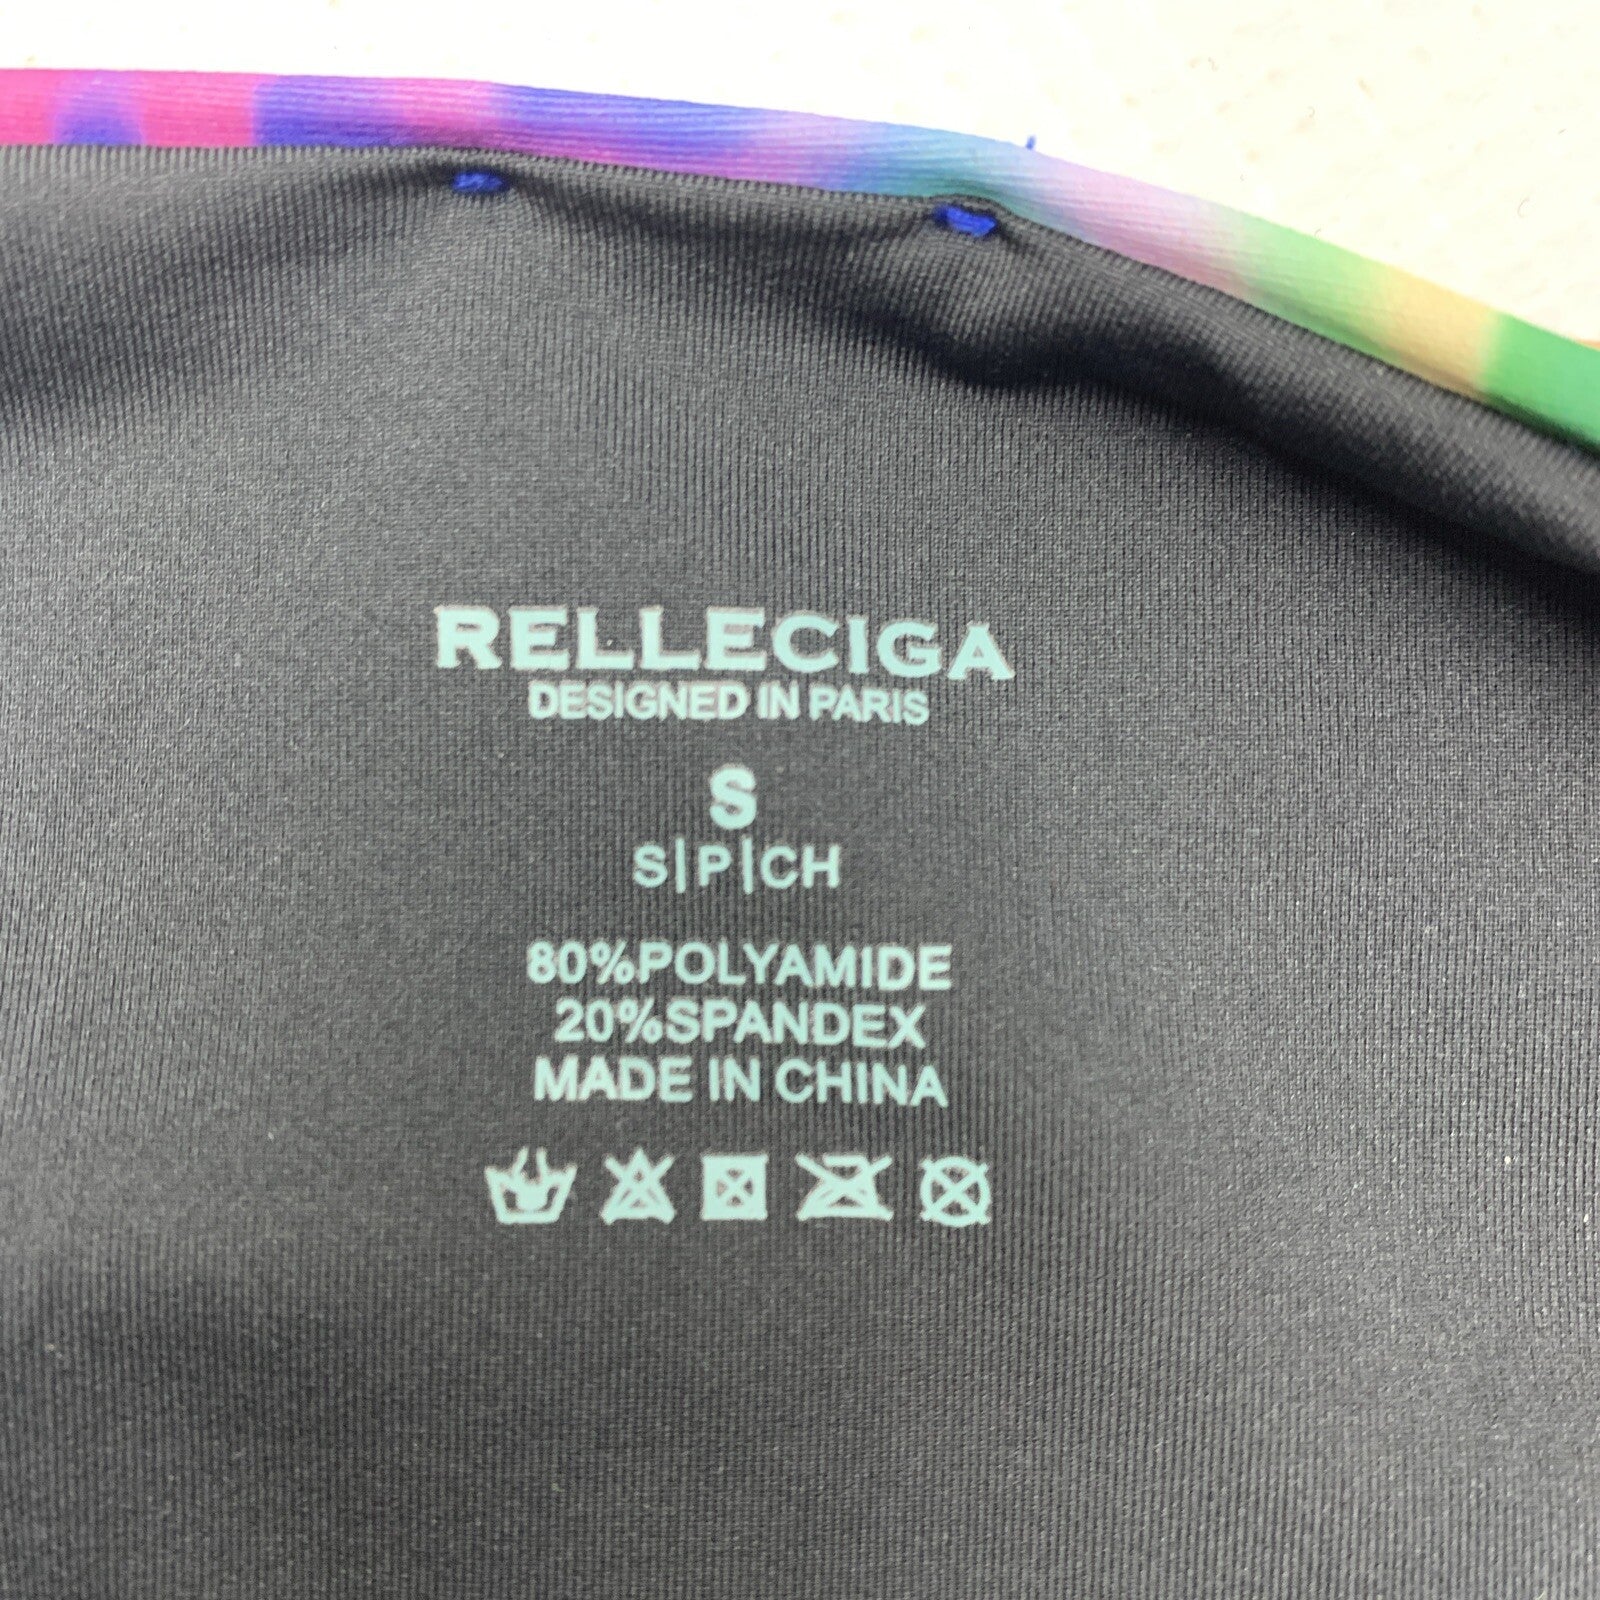 RELLECIGA
DESIGNED IN PARIS
S
S|P|CH
80%POLYAMIDE
20%SPANDEX
MADE IN CHINA